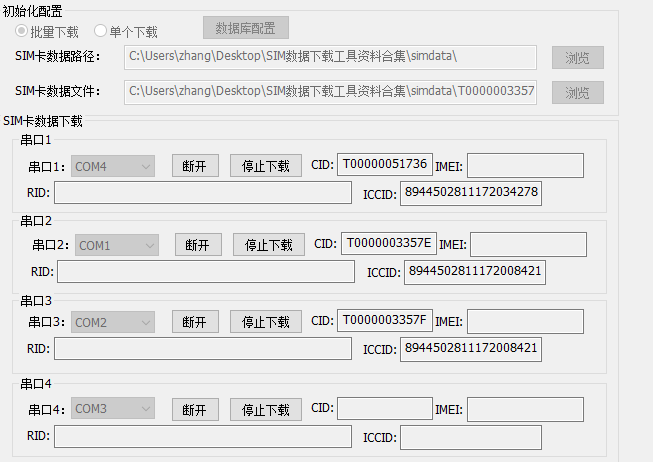 初始化配置
批量下载 单个下载 数据库配置
SIM卡数据路径： C:\Users\zhang\Desktop\SIM数据下载工具资料合集\simdata\ 浏览
SIM卡数据文件： C:\Users\zhang\Desktop\SIM数据下载工具资料合集\simdata\T0000003357 浏览
SIM卡数据下载
串口1
串口1： COM4 断开 停止下载 CID: T00000051736 IMEI:
RID: ICCID: 8944502811172034278
串口2
串口2： COM1 断开 停止下载 CID: T0000003357E IMEI:
RID: ICCID: 8944502811172008421
串口3
串口3： COM2 断开 停止下载 CID: T0000003357F IMEI:
RID: ICCID: 8944502811172008421
串口4
串口4： COM3 断开 停止下载 CID: IMEI:
RID: ICCID: